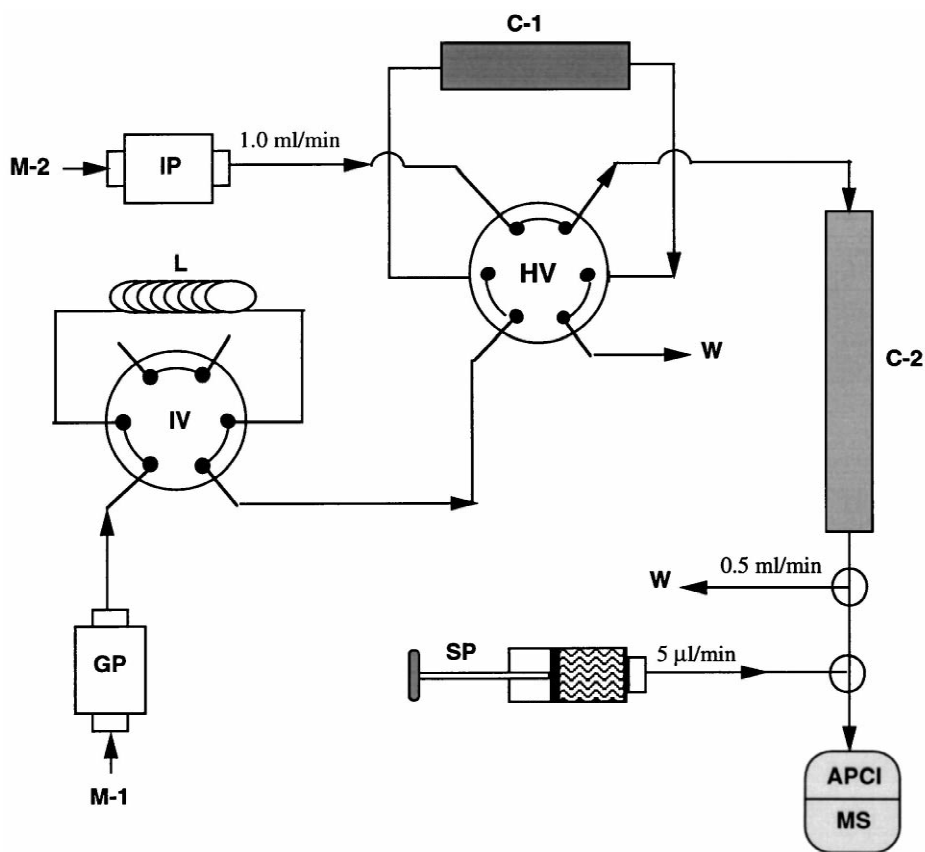 C-1
1.0 ml/min
M-2
IP
L
HV
W
C-2
IV
0.5 ml/min
W
SP
5 µl/min
GP
APCI
MS
M-1